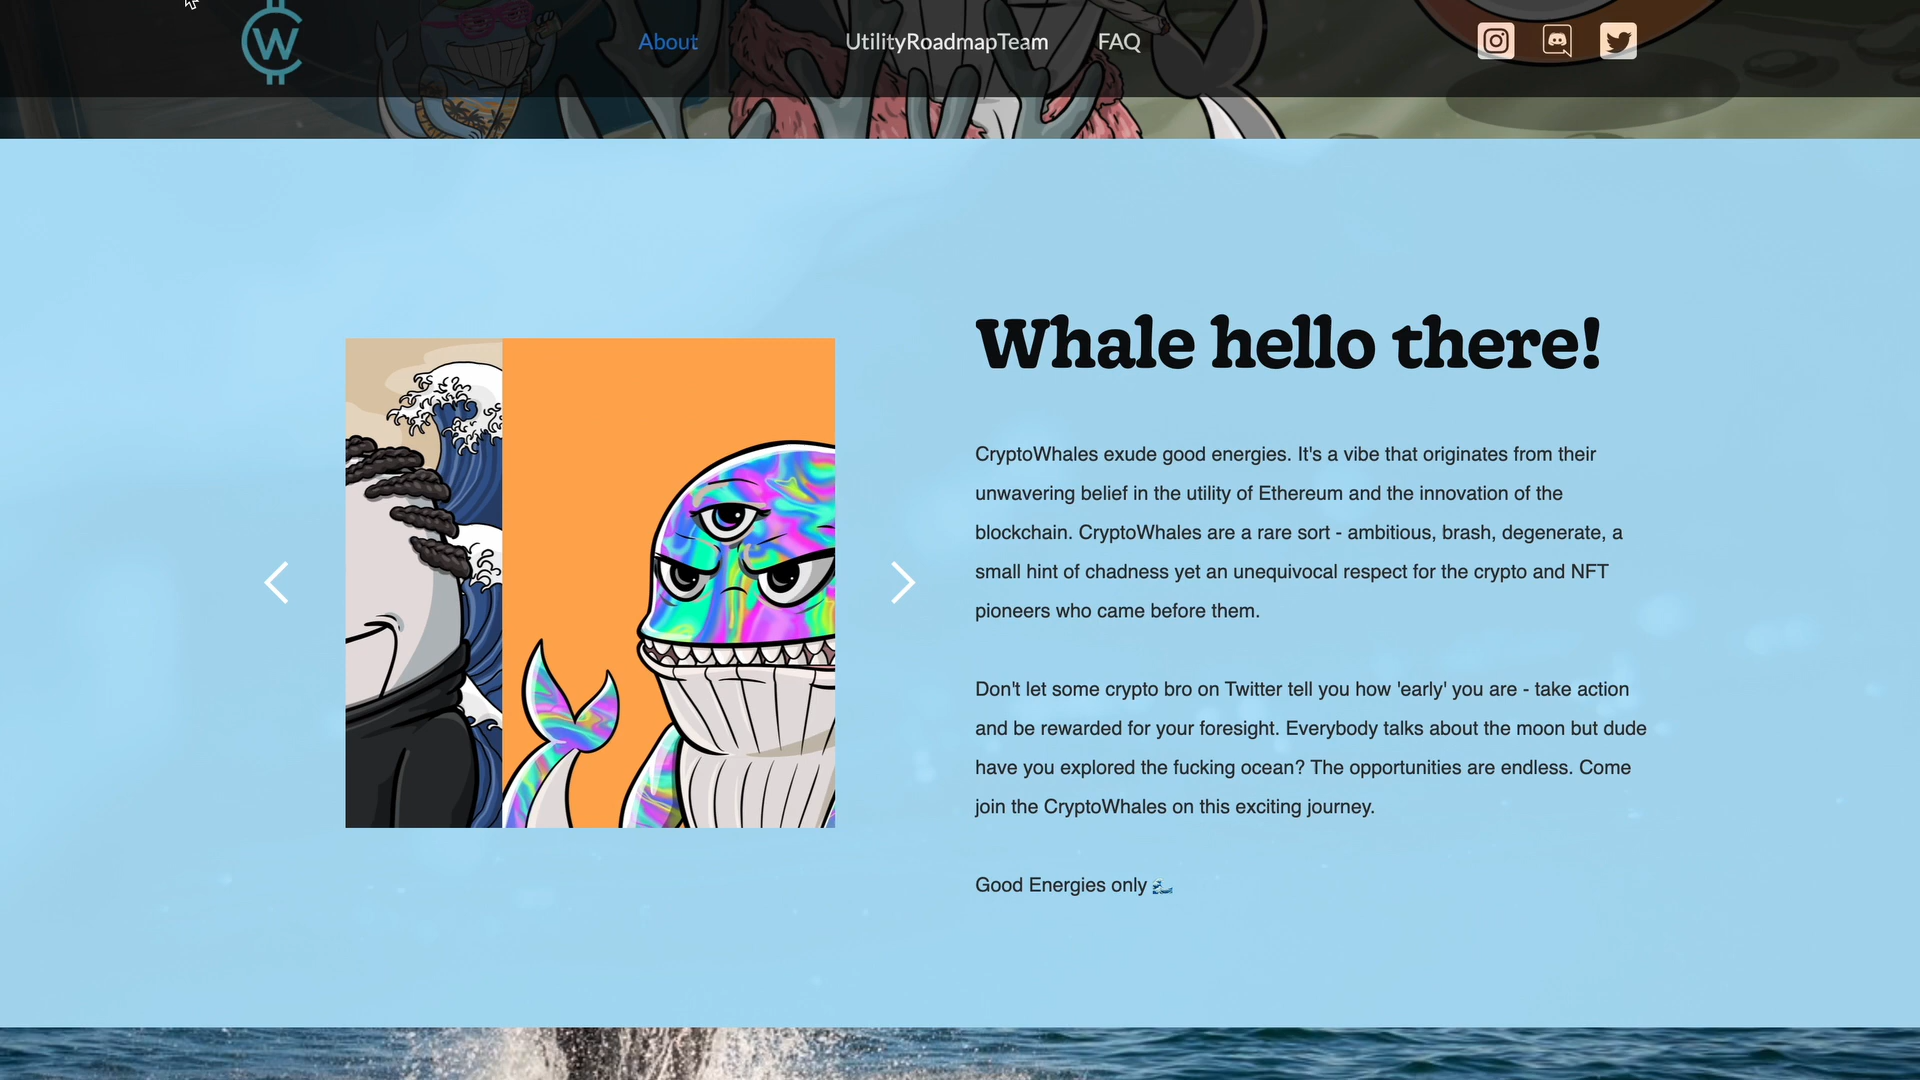 W
About
UtilityRoadmapTeam
FAQ
Whale hello there!
CryptoWhales exude good energies. It's a vibe that originates from their
unwavering belief in the utility of Ethereum and the innovation of the
blockchain. CryptoWhales are a rare sort - ambitious, brash, degenerate, a
small hint of chadness yet an unequivocal respect for the crypto and NFT
pioneers who came before them.
Don't let some crypto bro on Twitter tell you how 'early' you are - take action
and be rewarded for your foresight. Everybody talks about the moon but dude
have you explored the fucking ocean? The opportunities are endless. Come
join the CryptoWhales on this exciting journey.
Good Energies only 🌊